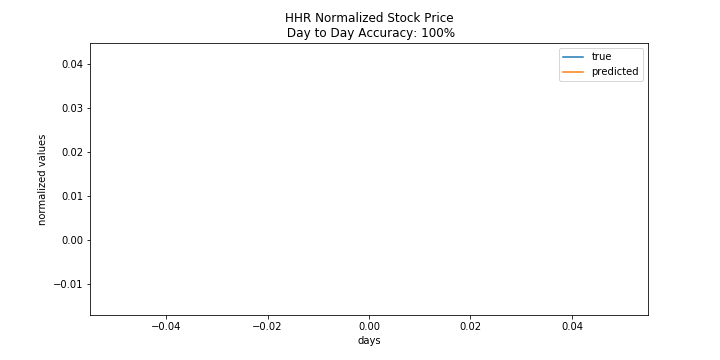 HHR Normalized Stock Price
Day to Day Accuracy: 100%
true
predicted
0.04
0.03
0.02
0.01
0.00
−0.01
normalized values
−0.04
−0.02
0.00
0.02
0.04
days